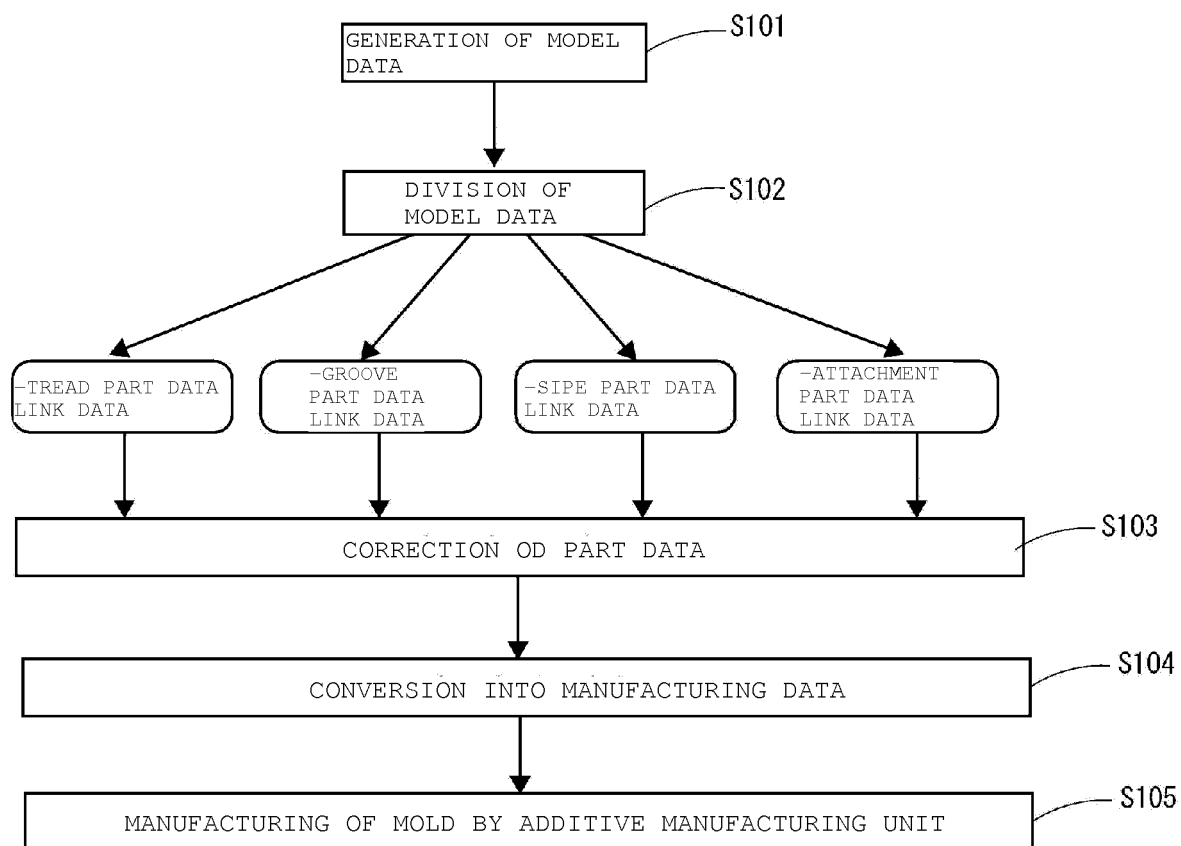 S101
GENERATION OF MODEL
DATA
S102
DIVISION OF
MODEL DATA
-TREAD PART DATA
LINK DATA
-GROOVE
PART DATA
LINK DATA
-SIPE PART DATA
LINK DATA
-ATTACHMENT
PART DATA
LINK DATA
S103
CORRECTION OD PART DATA
S104
CONVERSION INTO MANUFACTURING DATA
S105
MANUFACTURING OF MOLD BY ADDITIVE MANUFACTURING UNIT